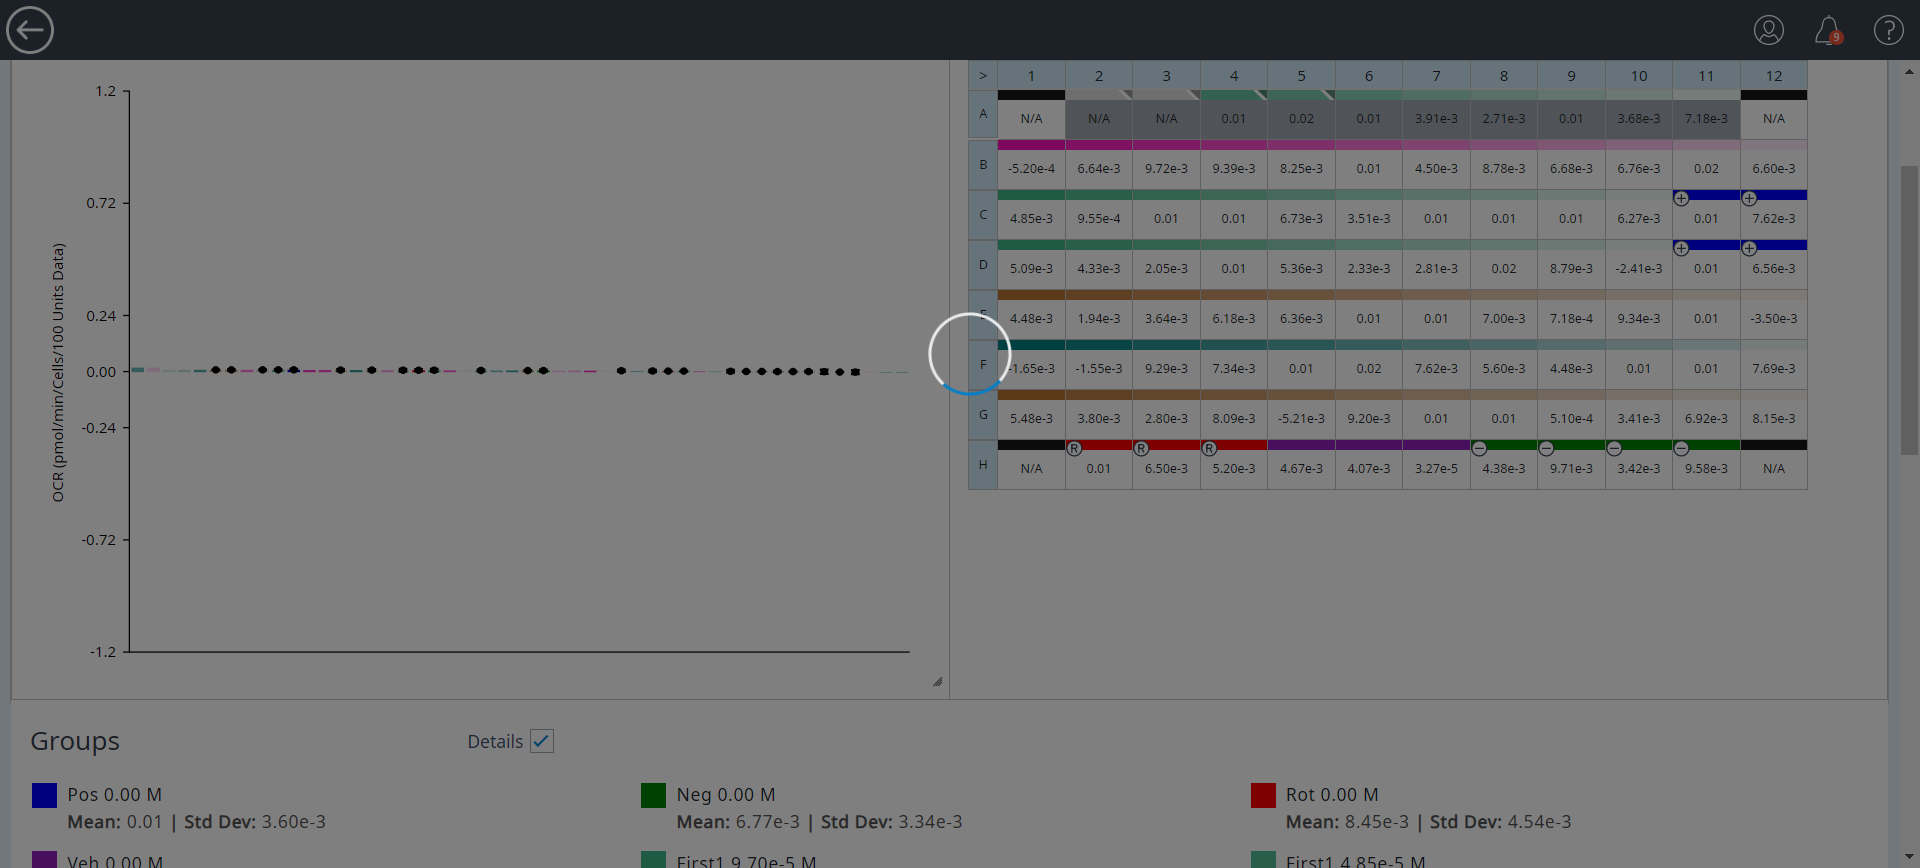 9 ?
1.2
0.72
0.24
0.00
-0.24
-0.72
-1.2
OCR (pmol/min/Cells/100 Units Data)
> 1 2 3 4 5 6 7 8 9 10 11 12
A N/A N/A N/A 0.01 0.02 0.01 3.91e-3 2.71e-3 0.01 3.68e-3 7.18e-3 N/A
B -5.20e-4 6.64e-3 9.72e-3 9.39e-3 8.25e-3 0.01 4.50e-3 8.78e-3 6.68e-3 6.76e-3 0.02 6.60e-3
+ +
C 4.85e-3 9.55e-4 0.01 0.01 6.73e-3 3.51e-3 0.01 0.01 0.01 6.27e-3 0.01 7.62e-3
+ +
D 5.09e-3 4.33e-3 2.05e-3 0.01 5.36e-3 2.33e-3 2.81e-3 0.02 8.79e-3 -2.41e-3 0.01 6.56e-3
E 4.48e-3 1.94e-3 3.64e-3 6.18e-3 6.36e-3 0.01 0.01 7.00e-3 7.18e-4 9.34e-3 0.01 -3.50e-3
F -1.65e-3 -1.55e-3 9.29e-3 7.34e-3 0.01 0.02 7.62e-3 5.60e-3 4.48e-3 0.01 0.01 7.69e-3
G 5.48e-3 3.80e-3 2.80e-3 8.09e-3 -5.21e-3 9.20e-3 0.01 0.01 5.10e-4 3.41e-3 6.92e-3 8.15e-3
R R R − − − −
H N/A 0.01 6.50e-3 5.20e-3 4.67e-3 4.07e-3 3.27e-5 4.38e-3 9.71e-3 3.42e-3 9.58e-3 N/A
Groups Details
Pos 0.00 M
Mean: 0.01 | Std Dev: 3.60e-3
Neg 0.00 M
Mean: 6.77e-3 | Std Dev: 3.34e-3
Rot 0.00 M
Mean: 8.45e-3 | Std Dev: 4.54e-3
Veh 0.00 M
First1 9.70e-5 M
First1 4.85e-5 M